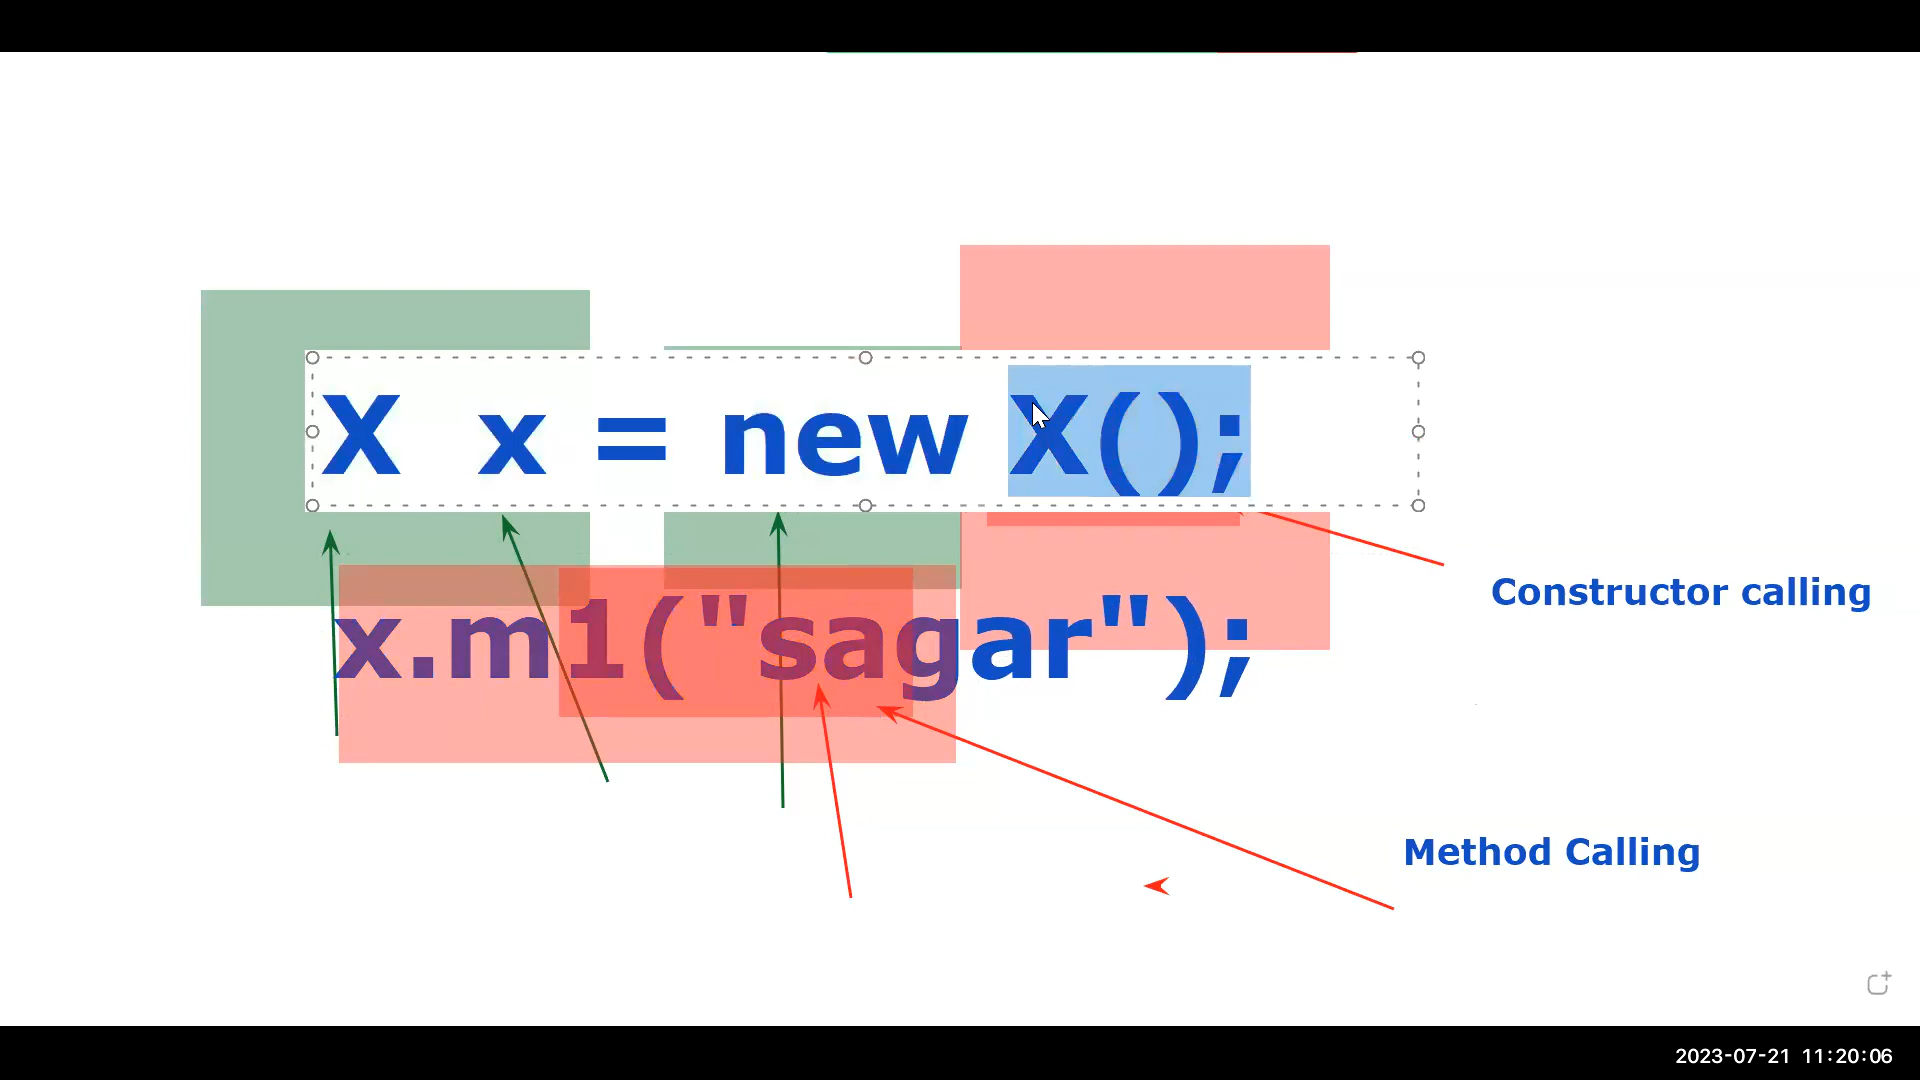 X x = new X();
Constructor calling
x.m1("sagar");
Method Calling
2023-07-21 11:20:06